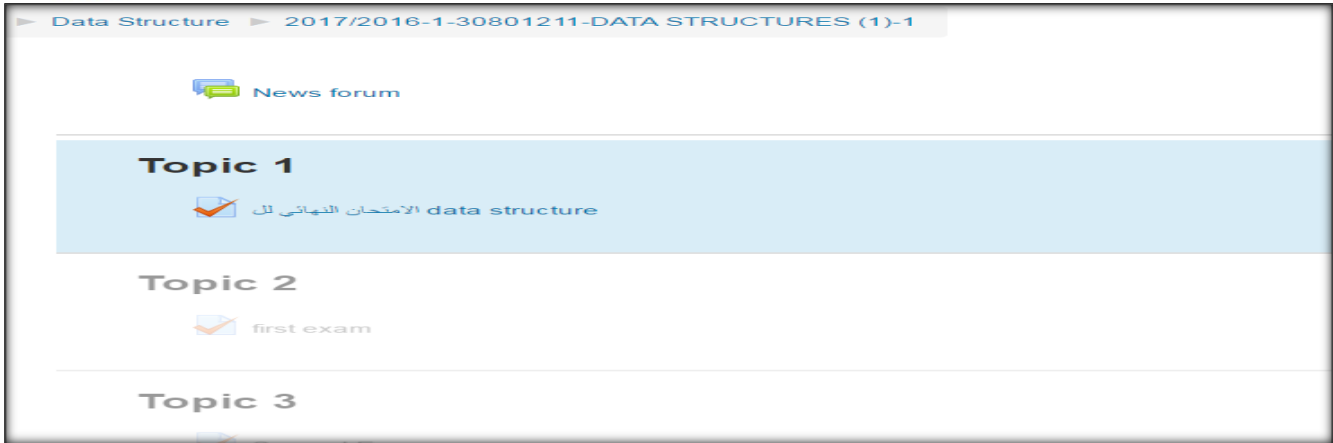 Data Structure ► 2017/2016-1-30801211-DATA STRUCTURES (1)-1
News forum
Topic 1
الامتحان النهائي لل data structure
Topic 2
first exam
Topic 3